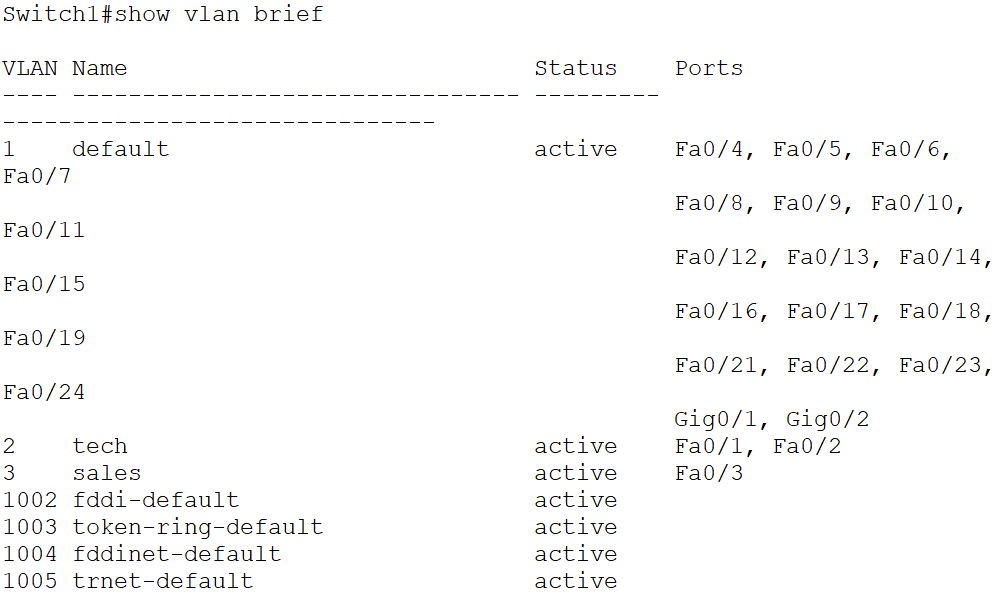 Switch1#show vlan brief
VLAN Name                             Status    Ports
---- -------------------------------- --------- 
-------------------------------
1    default                          active    Fa0/4, Fa0/5, Fa0/6,
Fa0/7
                                                Fa0/8, Fa0/9, Fa0/10,
Fa0/11
                                                Fa0/12, Fa0/13, Fa0/14,
Fa0/15
                                                Fa0/16, Fa0/17, Fa0/18,
Fa0/19
                                                Fa0/21, Fa0/22, Fa0/23,
Fa0/24
                                                Gig0/1, Gig0/2
2    tech                             active    Fa0/1, Fa0/2
3    sales                            active    Fa0/3
1002 fddi-default                     active
1003 token-ring-default               active
1004 fddinet-default                  active
1005 trnet-default                    active